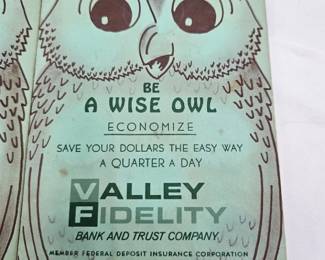 BE
A WISE OWL
ECONOMIZE
SAVE YOUR DOLLARS THE EASY WAY
A QUARTER A DAY
VALLEY
FIDELITY
BANK AND TRUST COMPANY
MEMBER FEDERAL DEPOSIT INSURANCE CORPORATION